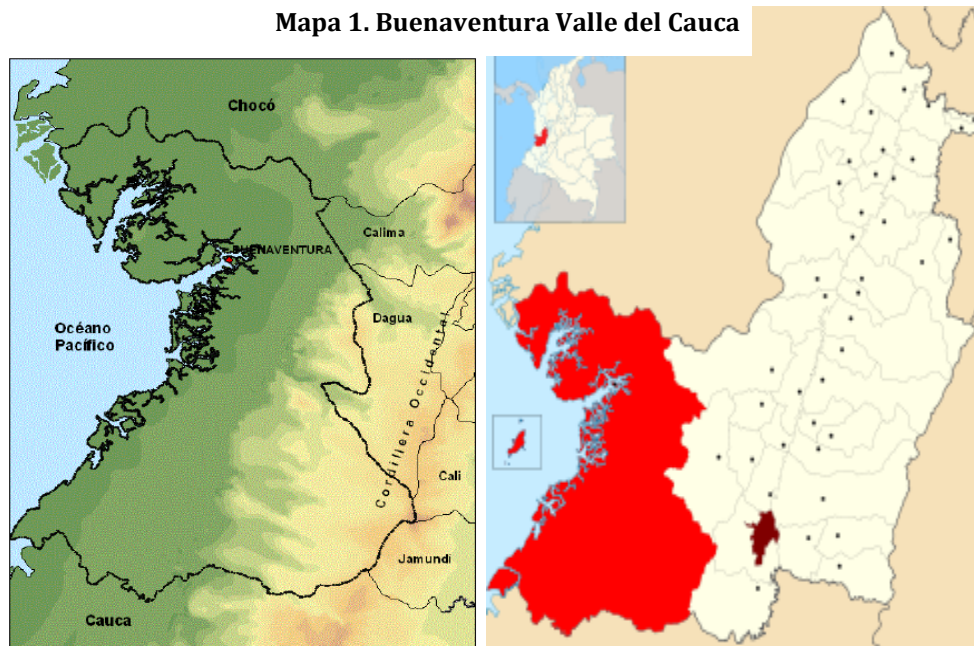 Mapa 1. Buenaventura Valle del Cauca
Chocó
Calima
BUENAVENTURA
Océano
Pacífico
Dagua
Cordillera Occidental
Cali
Jamundí
Cauca